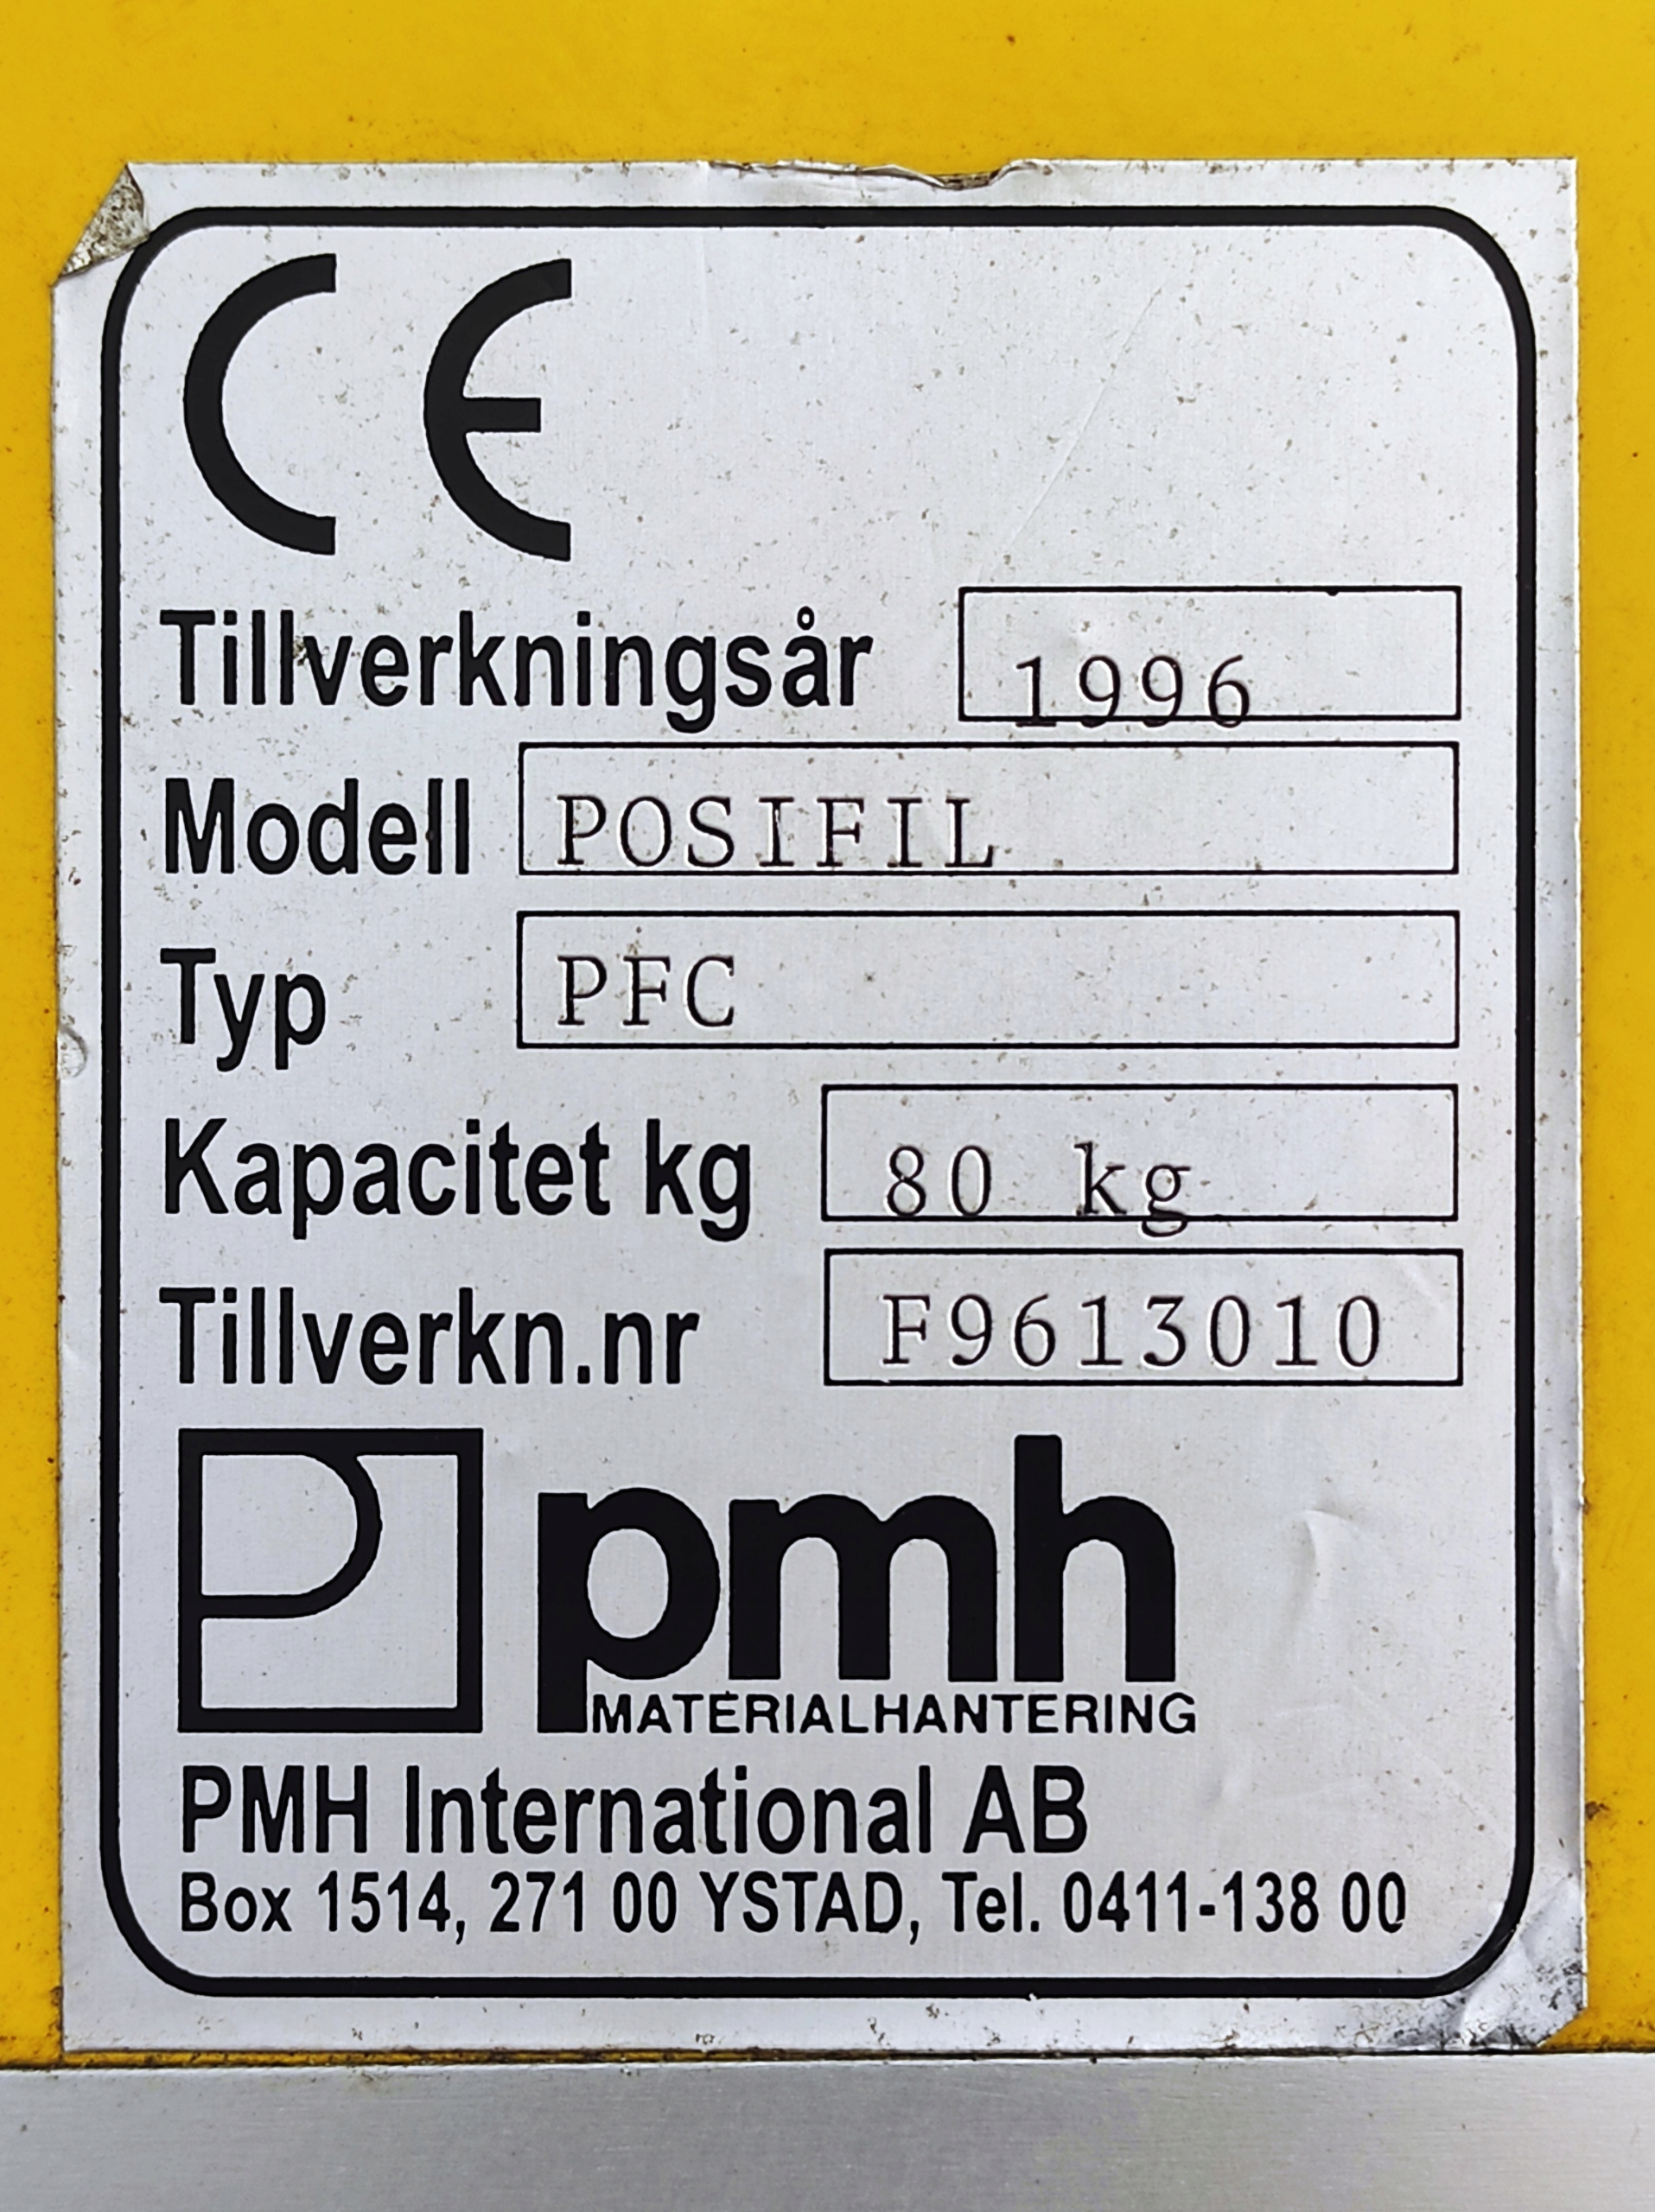 CE
Tillverkningsår 1996
Modell POSIFIL
Typ PFC
Kapacitet kg 80 kg
Tillverkn.nr F9613010
pmh
MATERIALHANTERING
PMH International AB
Box 1514, 271 00 YSTAD, Tel. 0411-138 00